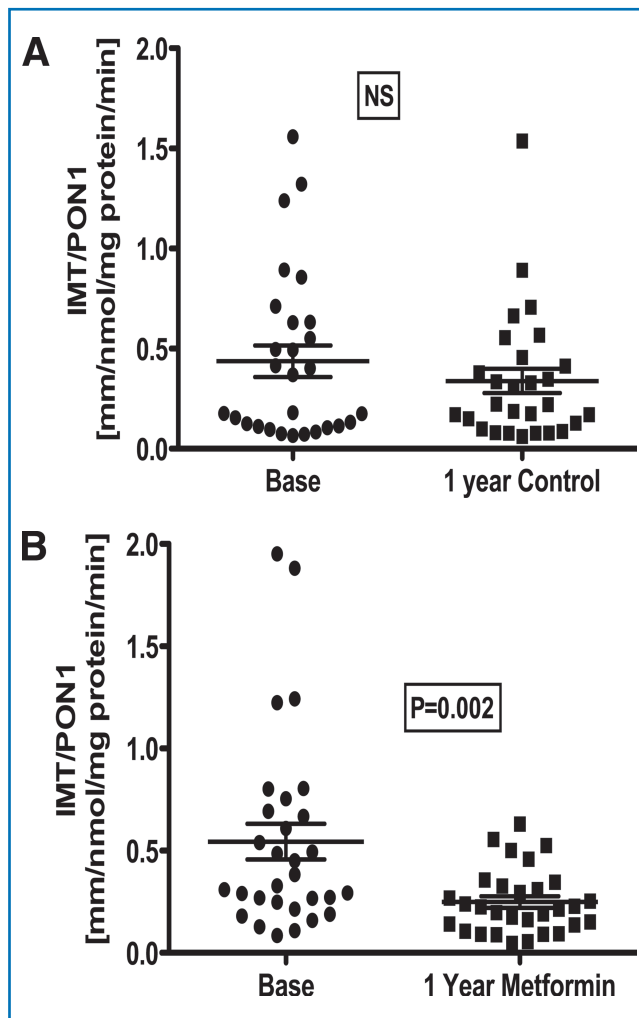 A
IMT/PON1
[mm/nmol/mg protein/min]
2.0
1.5
1.0
0.5
0.0
NS
Base
1 year Control
B
IMT/PON1
[mm/nmol/mg protein/min]
2.0
1.5
1.0
0.5
0.0
P=0.002
Base
1 Year Metformin